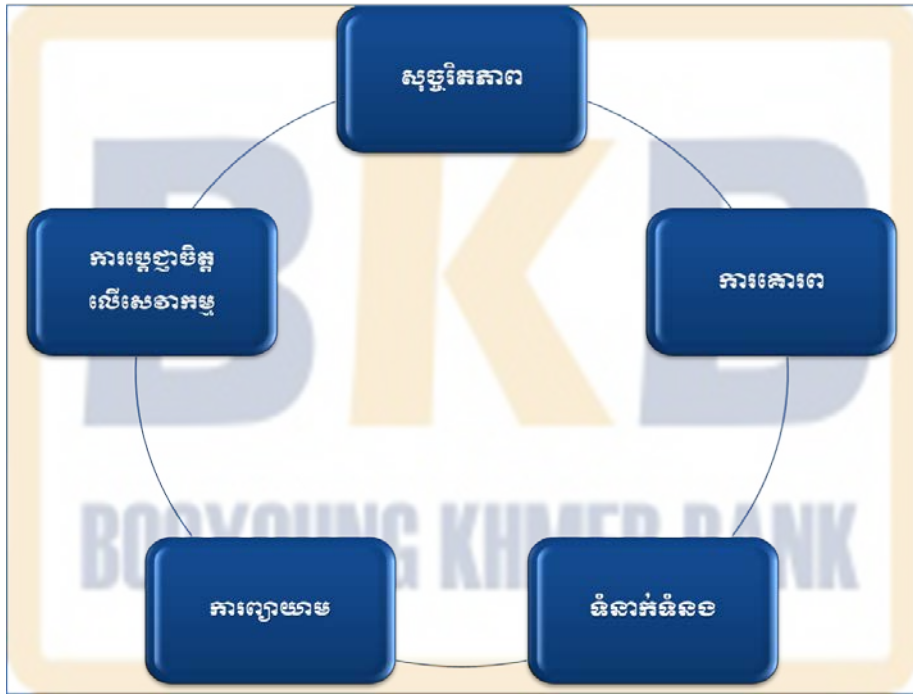 សុច្ចរិតភាព
ការប្តេជ្ញាចិត្ត
លើសេវាកម្ម
ការគោរព
BKB
BOOYOUNG KHMER BANK
ការព្យាយាម
ទំនាក់ទំនង